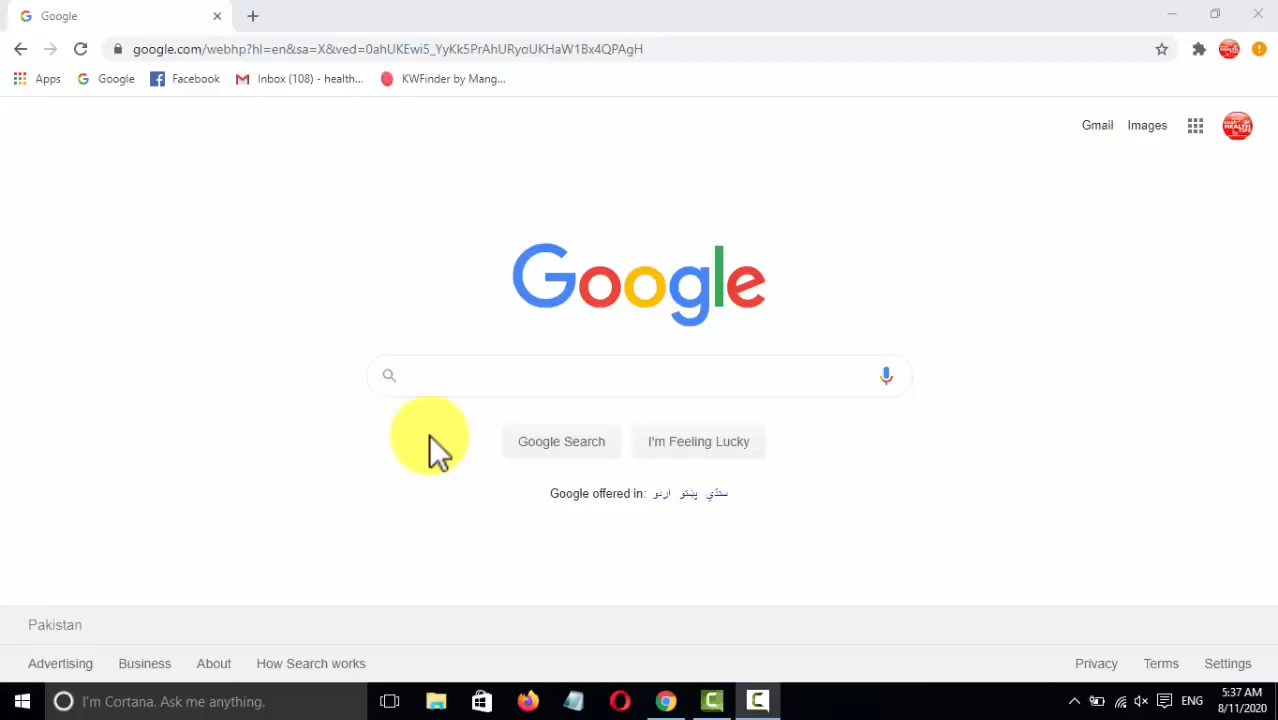 Google
google.com/webhp?hl=en&sa=X&ved=0ahUKEwi5_YyKk5PrAhURyoUKHaW1Bx4QPAgH
Apps Google Facebook Inbox (108) - health... KWFinder by Mang...
Gmail Images
Google
Google Search I'm Feeling Lucky
Google offered in: اردو پښتو سنڌي
Pakistan
Advertising Business About How Search works Privacy Terms Settings
I'm Cortana. Ask me anything. ENG 5:37 AM
8/11/2020